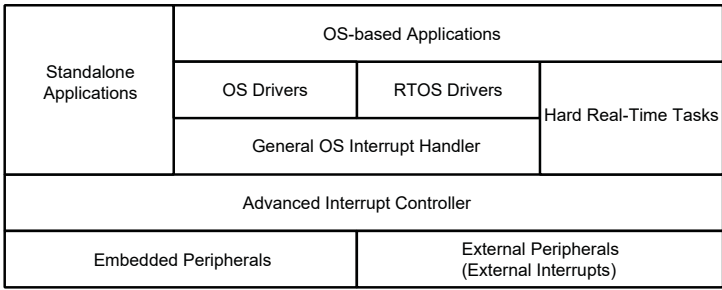 OS-based Applications
Standalone
Applications
OS Drivers
RTOS Drivers
Hard Real-Time Tasks
General OS Interrupt Handler
Advanced Interrupt Controller
Embedded Peripherals
External Peripherals
(External Interrupts)